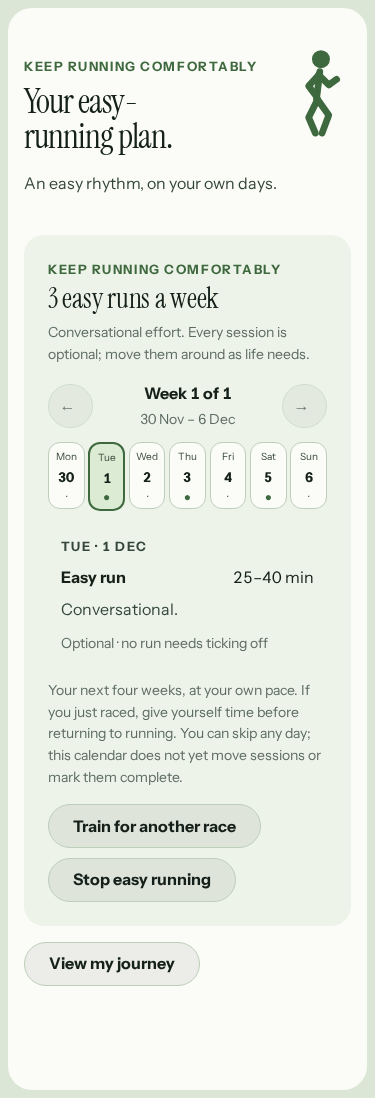 KEEP RUNNING COMFORTABLY
Your easy-
running plan.
An easy rhythm, on your own days.
KEEP RUNNING COMFORTABLY
3 easy runs a week
Conversational effort. Every session is
optional; move them around as life needs.
← Week 1 of 1 →
30 Nov – 6 Dec
Mon Tue Wed Thu Fri Sat Sun
30 1 2 3 4 5 6
· ● · ● · ● ·
TUE · 1 DEC
Easy run 25–40 min
Conversational.
Optional · no run needs ticking off
Your next four weeks, at your own pace. If
you just raced, give yourself time before
returning to running. You can skip any day;
this calendar does not yet move sessions or
mark them complete.
Train for another race
Stop easy running
View my journey